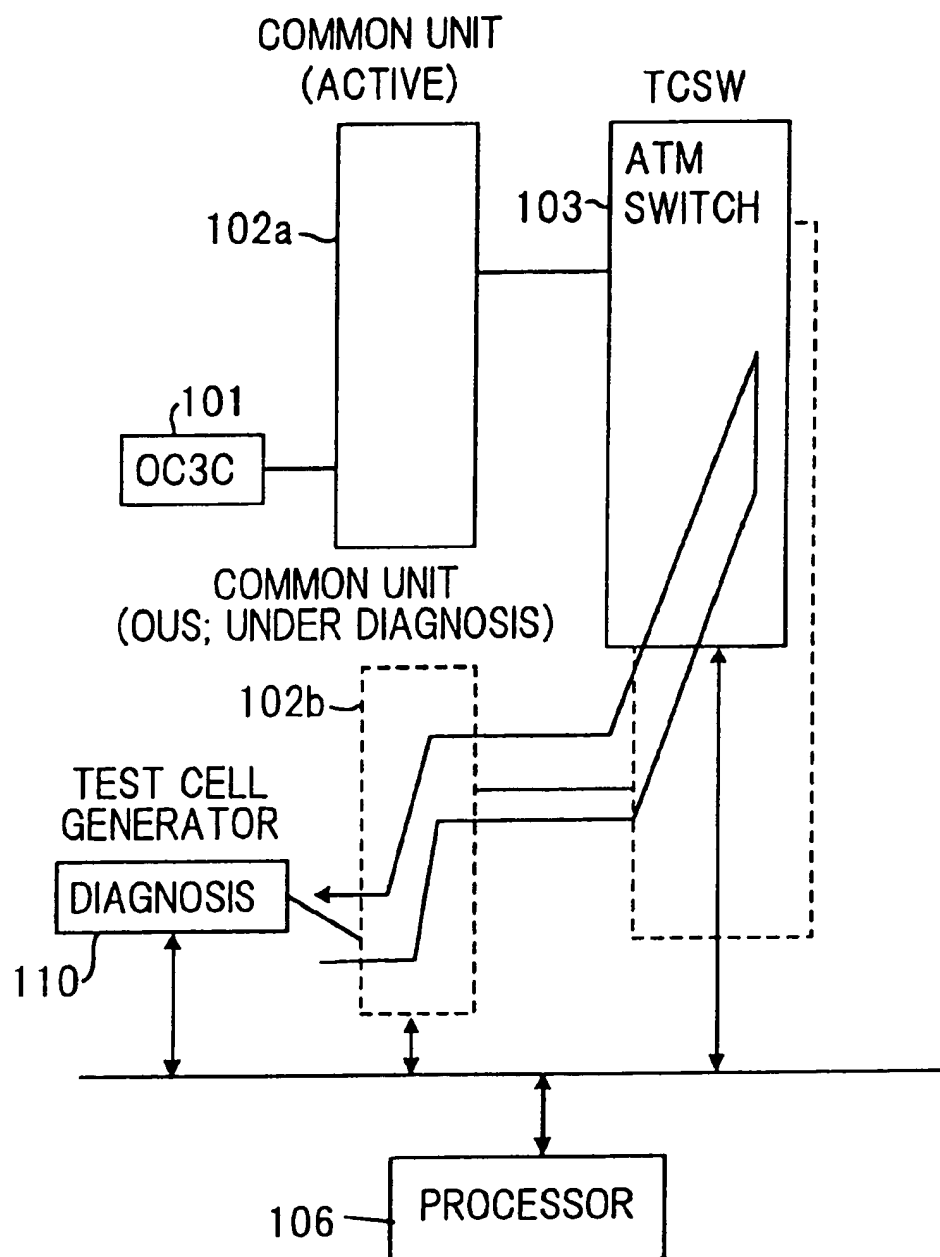 COMMON UNIT
(ACTIVE)
TCSW
ATM
SWITCH
103
102a
101
OC3C
COMMON UNIT
(OUS; UNDER DIAGNOSIS)
102b
TEST CELL
GENERATOR
DIAGNOSIS
110
PROCESSOR
106